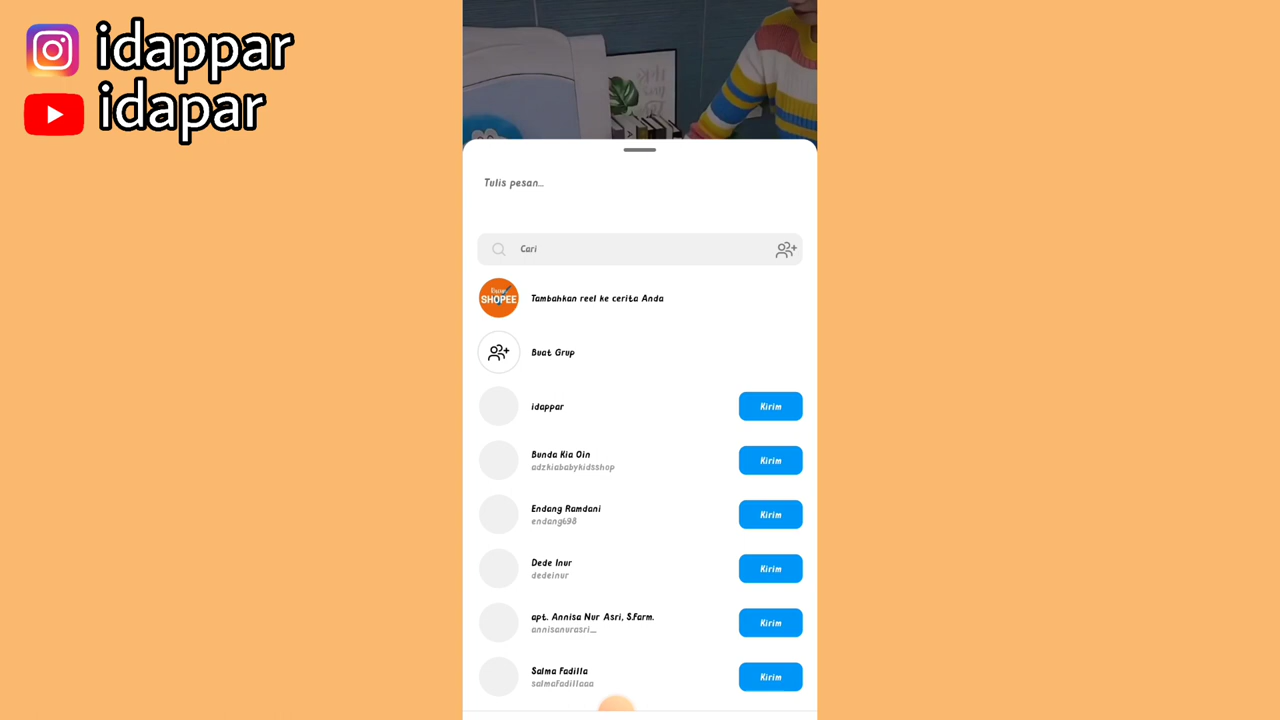 idappar
idapar
Tulis pesan...
Cari
SHOPEE
Tambahkan reel ke cerita Anda
Buat Grup
idappar
Kirim
Bunda Kia Oin
adzkiababykidsshop
Kirim
Endang Ramdani
endang698
Kirim
Dede Inur
dedeinur
Kirim
apt. Annisa Nur Asri, S.Farm.
annisanurasri__
Kirim
Salma Fadilla
salmafadillaaa
Kirim